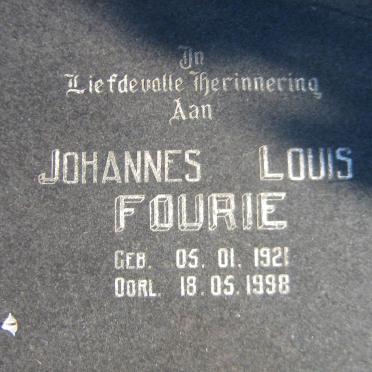 In
Liefdevolle Herinnering
Aan
JOHANNES LOUIS
FOURIE
GEB. 05. 01. 1921
OORL. 18.05.1998